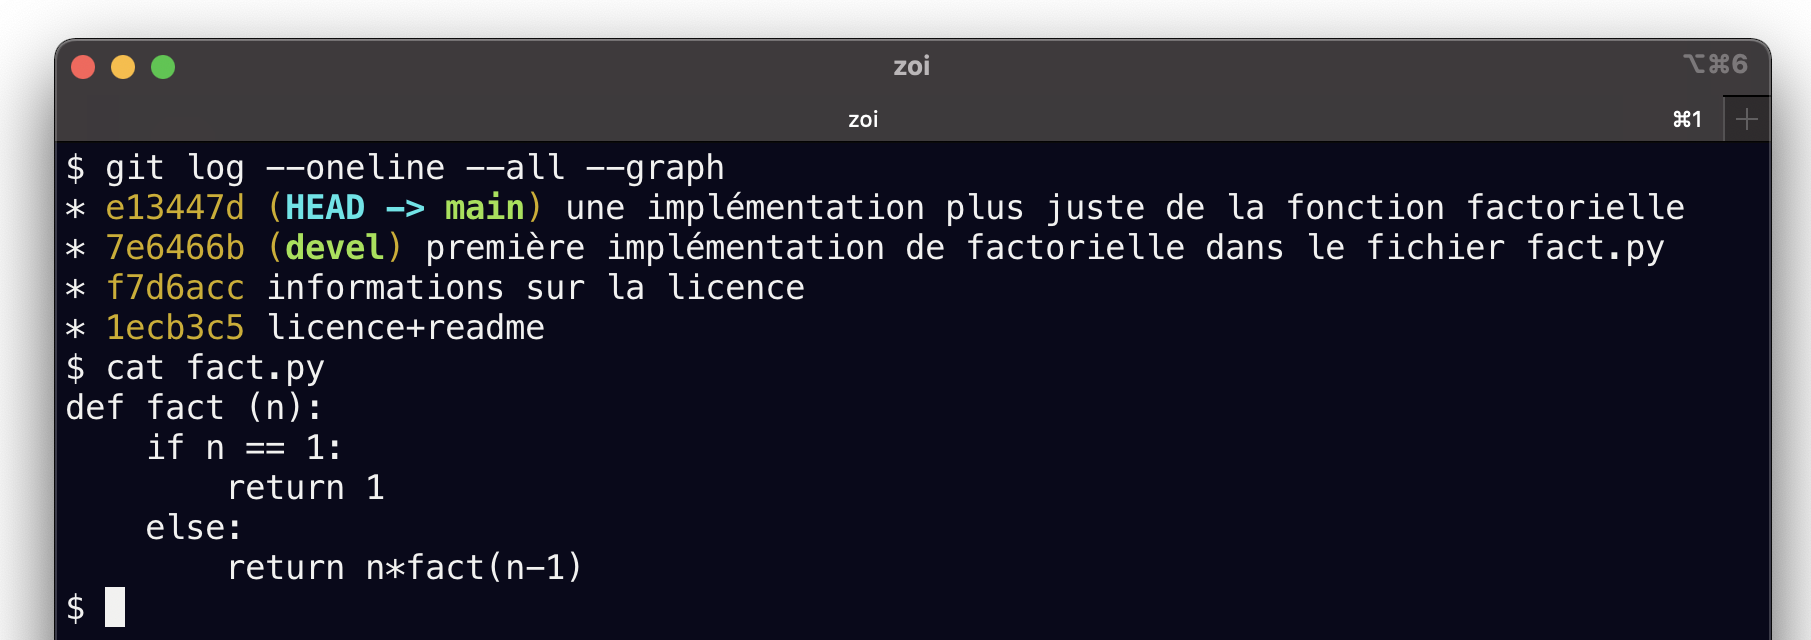 zoi
⌥⌘6
zoi
⌘1
$ git log --oneline --all --graph
* e13447d (HEAD -> main) une implémentation plus juste de la fonction factorielle
* 7e6466b (devel) première implémentation de factorielle dans le fichier fact.py
* f7d6acc informations sur la licence
* 1ecb3c5 licence+readme
$ cat fact.py
def fact (n):
    if n == 1:
        return 1
    else:
        return n*fact(n-1)
$